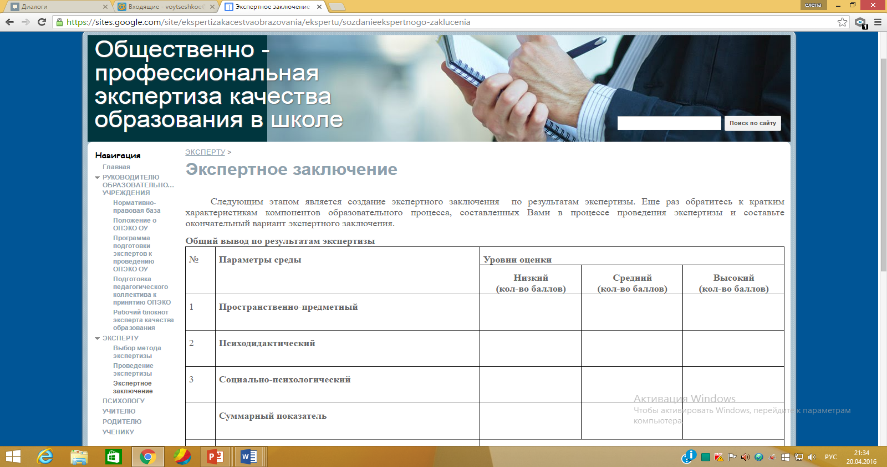 Диалоги
Входящие - voytseshko
Экспертное заключение
https://sites.google.com/site/ekspertizakacestvaobrazovania/ekspertu/sozdanieekspertnogo-zaklucenia
Общественно -
профессиональная
экспертиза качества
образования в школе
Поиск по сайту
Навигация
Главная
РУКОВОДИТЕЛЮ
ОБРАЗОВАТЕЛЬНО...
УЧРЕЖДЕНИЯ
Нормативно-
правовая база
Положение о
ОПЭКО ОУ
Программа
подготовки
экспертов к
проведению
ОПЭКО ОУ
Подготовка
педагогического
коллектива к
принятию ОПЭКО
Рабочий блокнот
эксперта качества
образования
ЭКСПЕРТУ
Выбор метода
экспертизы
Проведение
экспертизы
Экспертное
заключение
ПСИХОЛОГУ
УЧИТЕЛЮ
РОДИТЕЛЮ
УЧЕНИКУ
ЭКСПЕРТУ >
Экспертное заключение
Следующим этапом является создание экспертного заключения по результатам экспертизы. Еще раз обратитесь к кратким
характеристикам компонентов образовательного процесса, составленных Вами в процессе проведения экспертизы и составьте
окончательный вариант экспертного заключения.
Общий вывод по результатам экспертизы
№ Параметры среды Уровни оценки
Низкий Средний Высокий
(кол-во баллов) (кол-во баллов) (кол-во баллов)
1 Пространственно-предметный
2 Психодидактический
3 Социально-психологический
Суммарный показатель
Активация Windows
Чтобы активировать Windows, перейдите к параметрам
компьютера.
РУС
21:34
20.04.2016